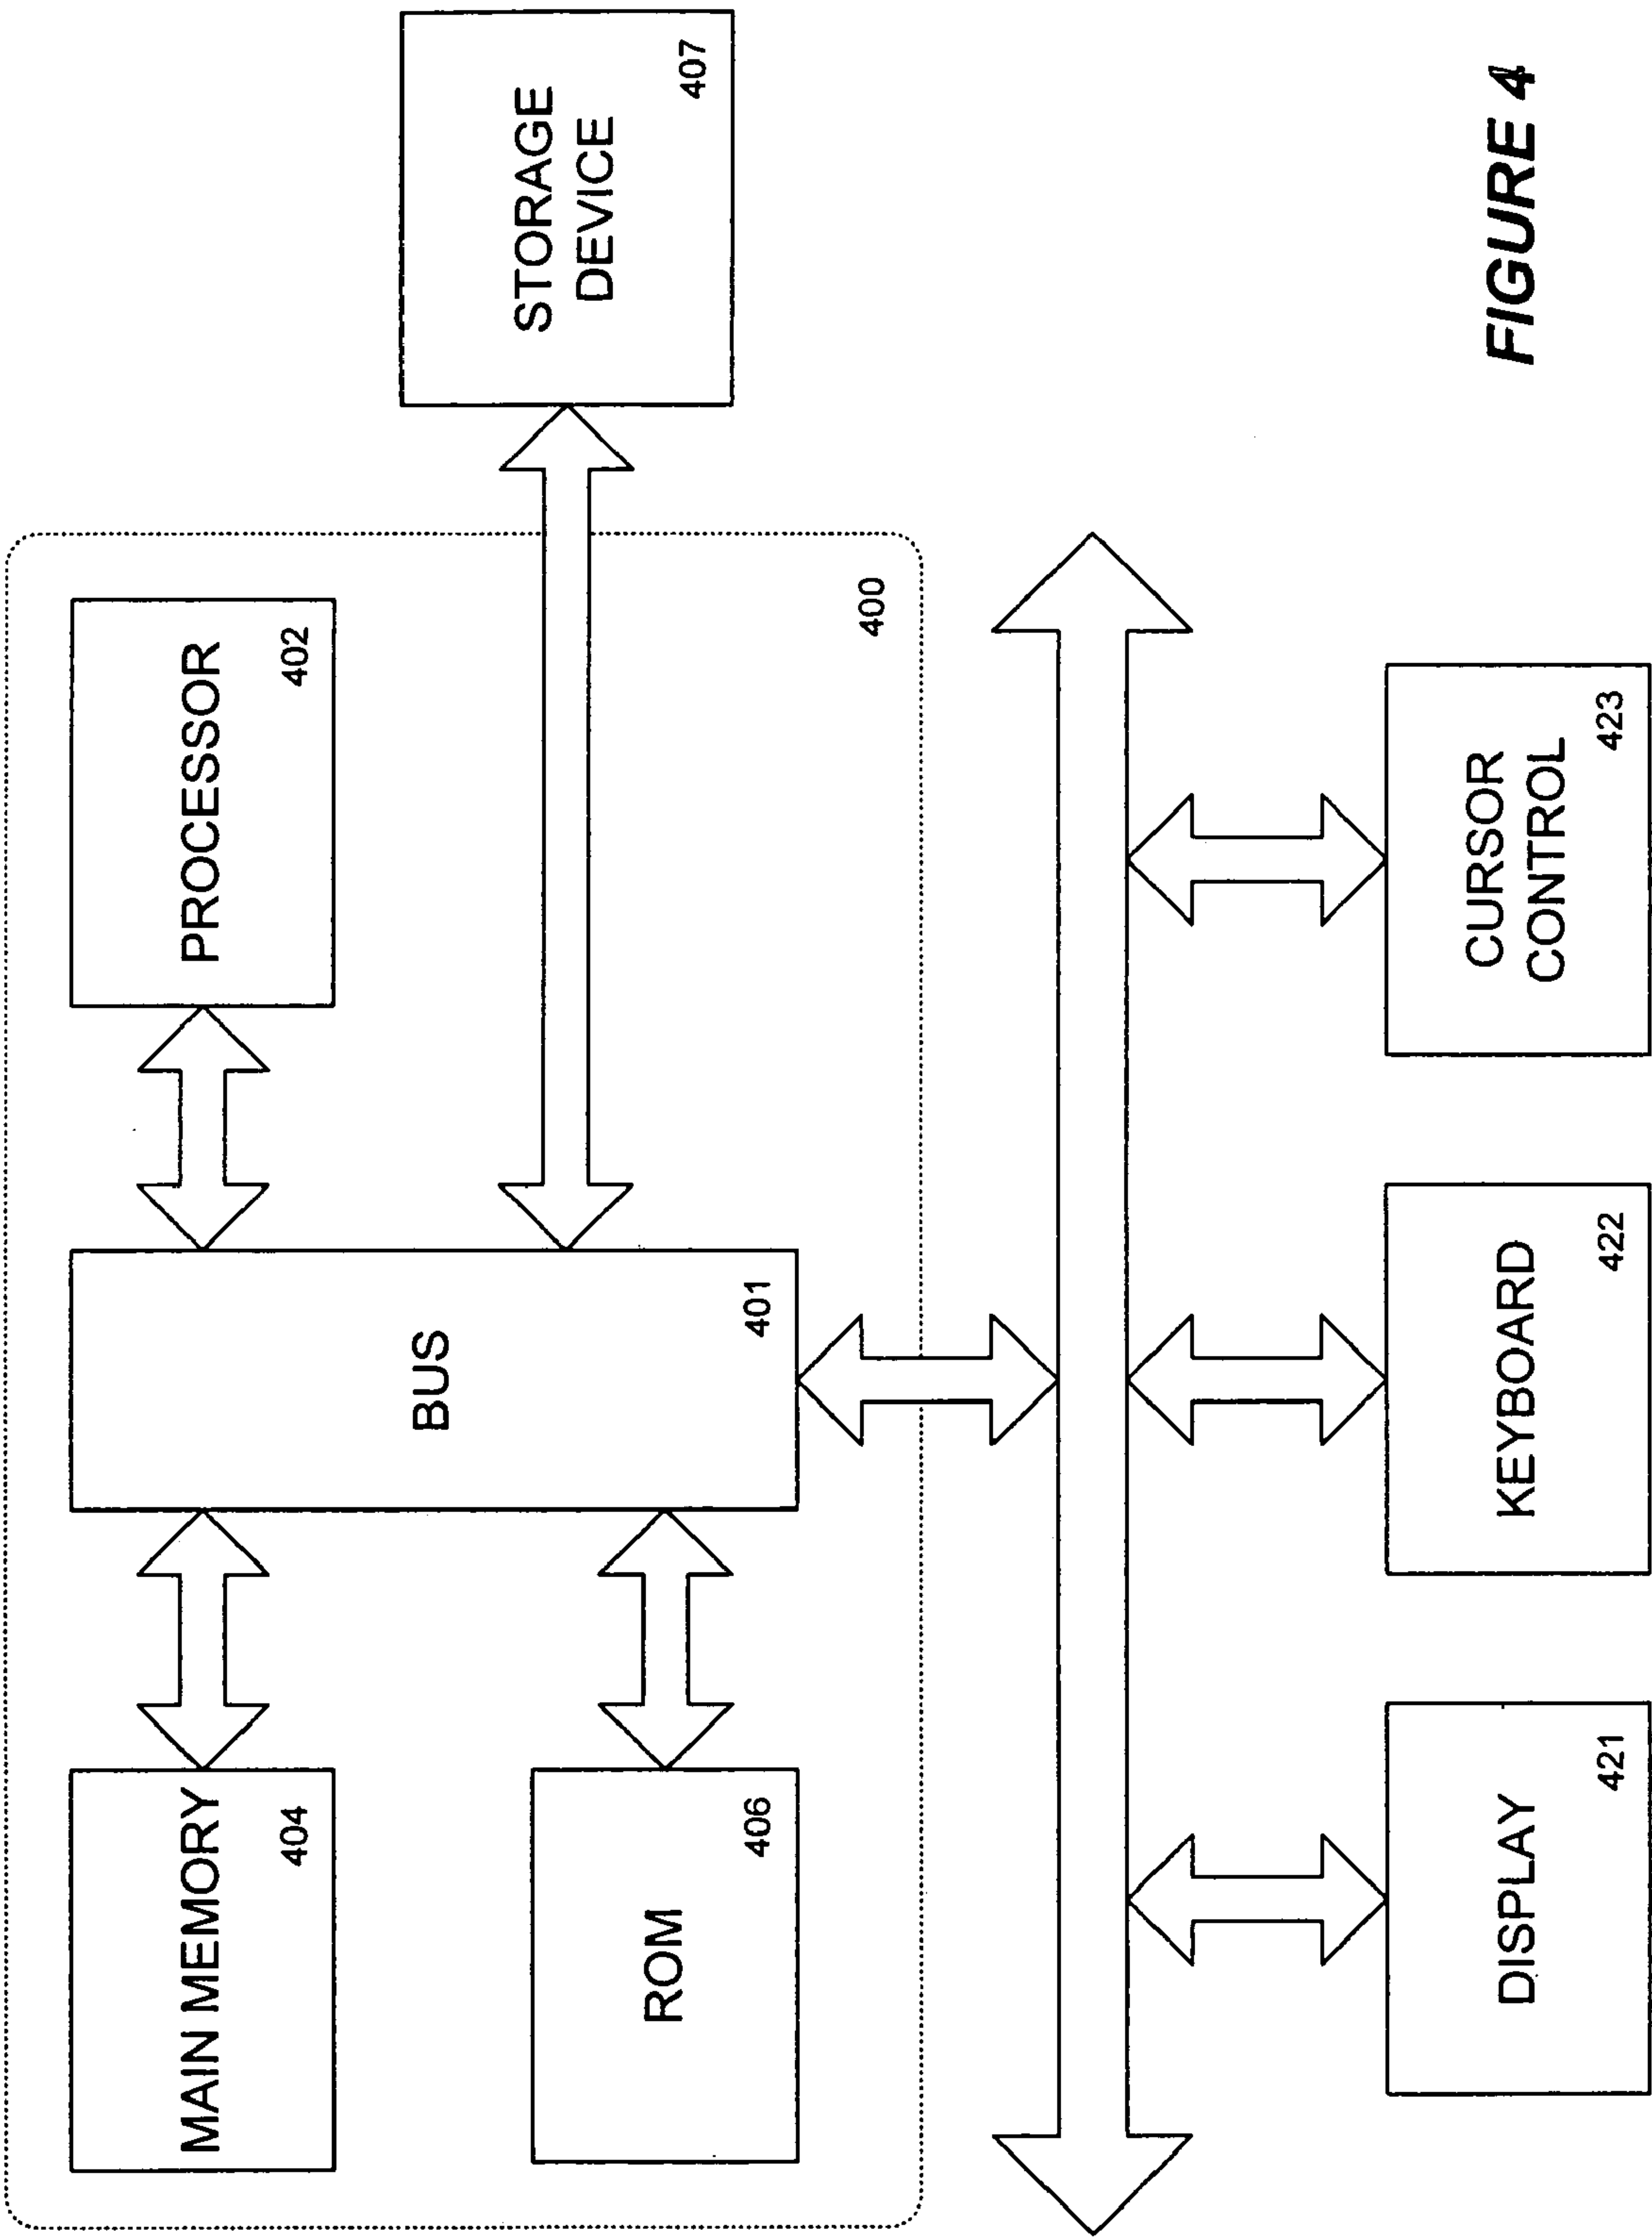 MAIN MEMORY
404
BUS
401
PROCESSOR
402
ROM
406
400
STORAGE
DEVICE
407
DISPLAY
421
KEYBOARD
422
CURSOR
CONTROL
423
FIGURE 4